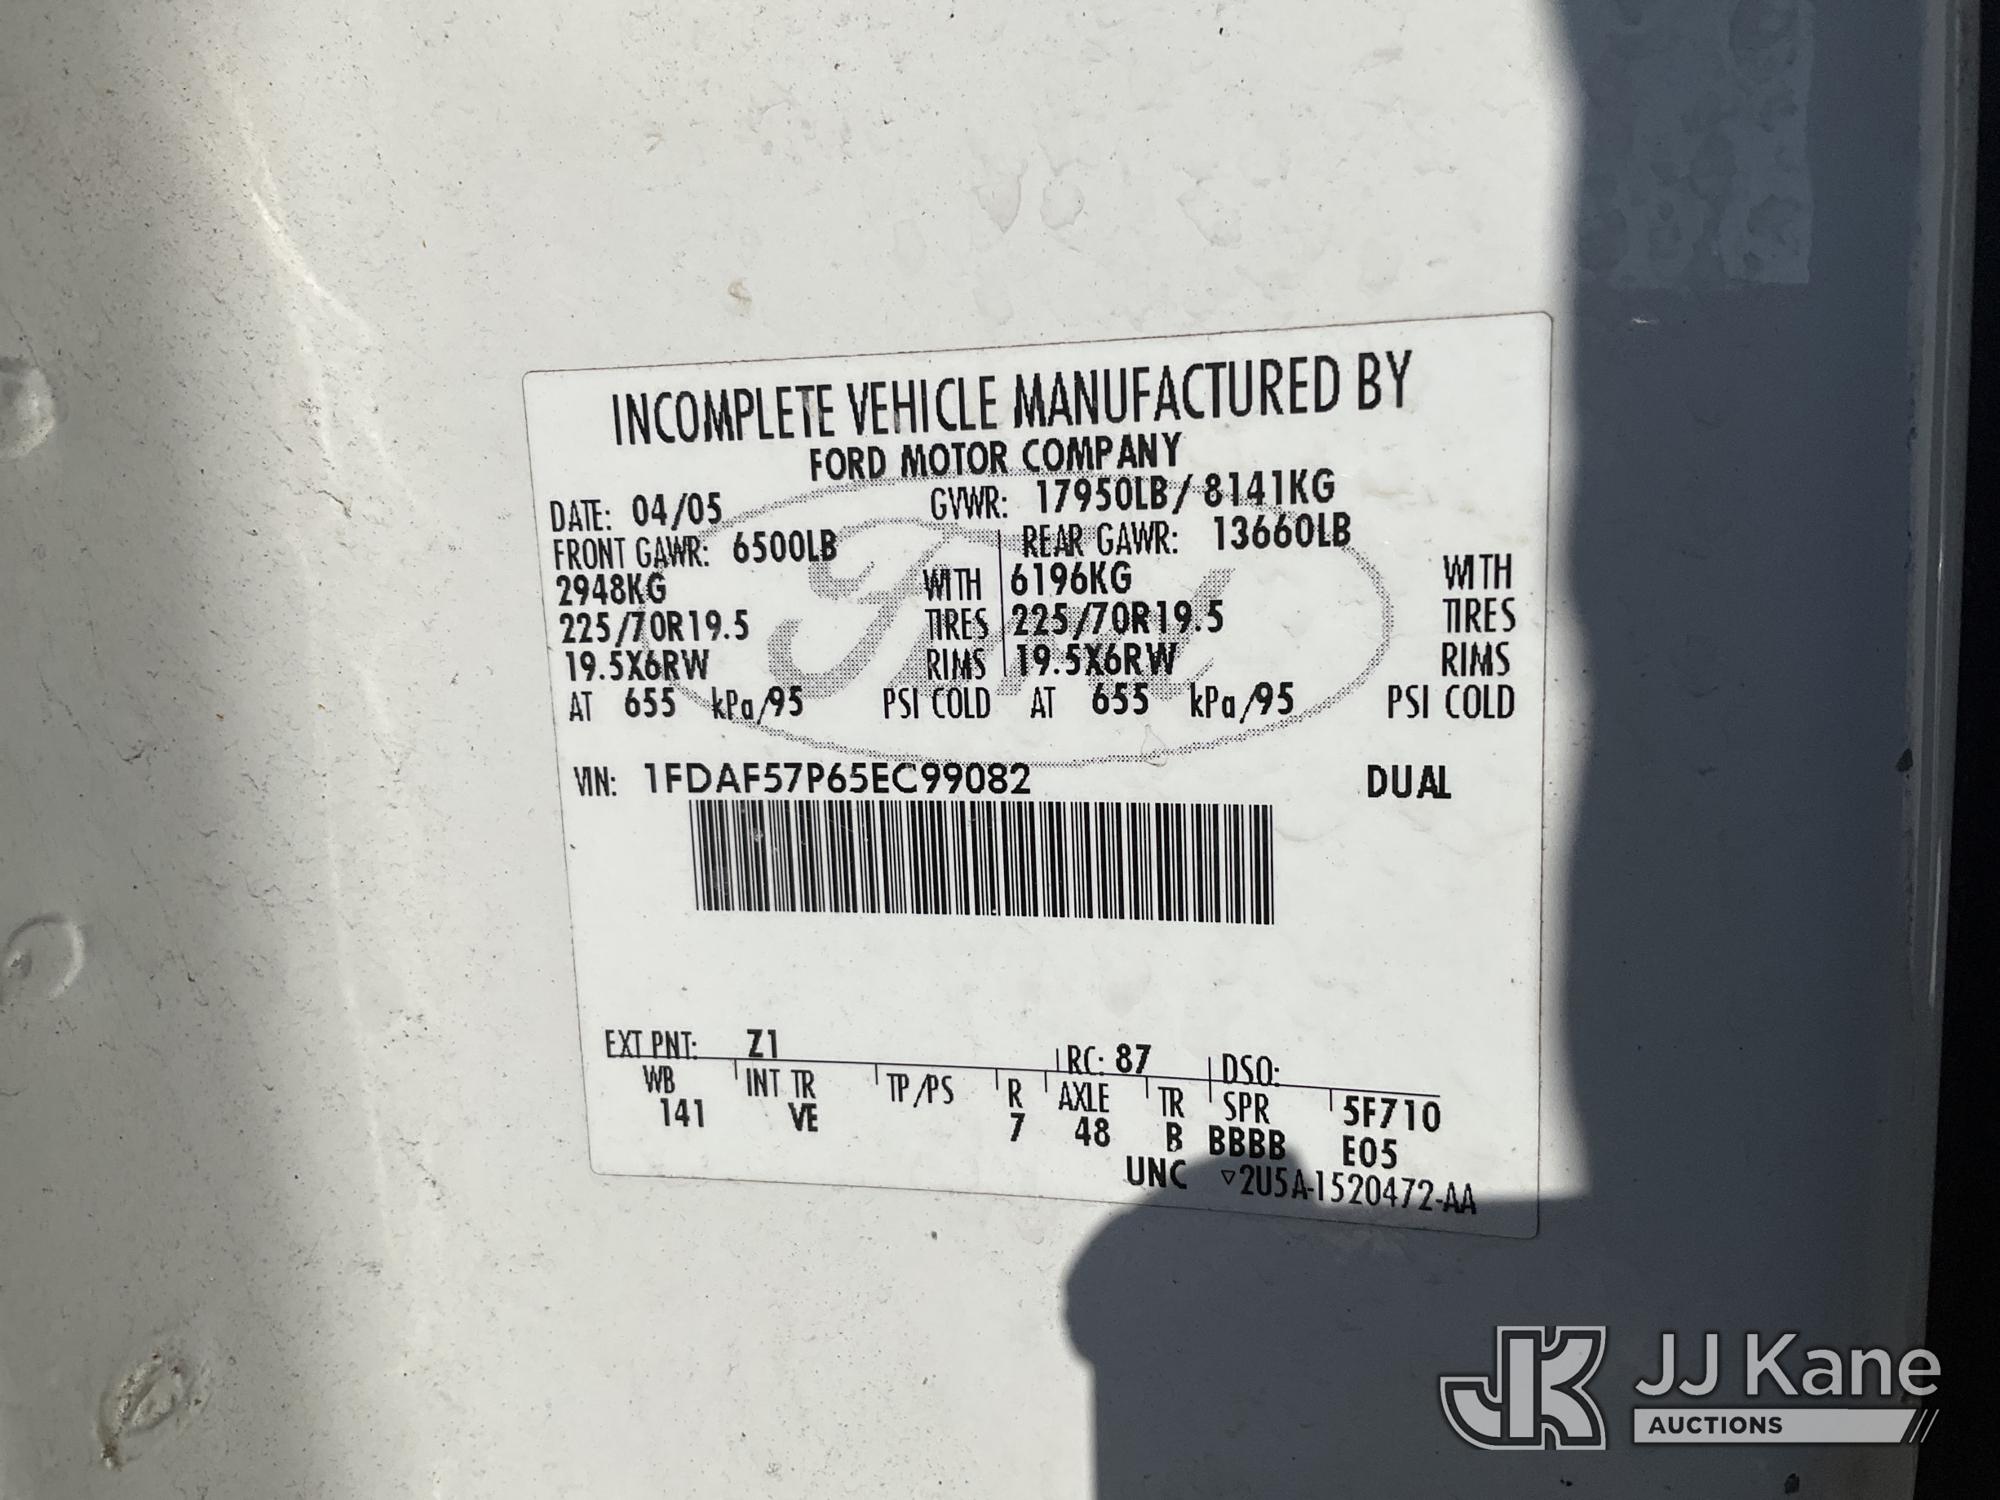 INCOMPLETE VEHICLE MANUFACTURED BY
FORD MOTOR COMPANY
DATE: 04/05 GVWR: 17950LB/ 8141KG
FRONT GAWR: 6500LB REAR GAWR: 13660LB
2948KG WITH 6196KG WITH
225/70R19.5 TIRES 225/70R19.5 TIRES
19.5X6RW RIMS 19.5X6RW RIMS
AT 655 kPa/95 PSI COLD AT 655 kPa/95 PSI COLD
VIN: 1FDAF57P65EC99082 DUAL
EXT PNT: Z1 RC: 87 DSO:
WB INT TR TP/PS R AXLE TR SPR 5F710
141 VE 7 48 B BBBB E05
UNC ▽2U5A-1520472-AA
Ford
JK JJ Kane
AUCTIONS